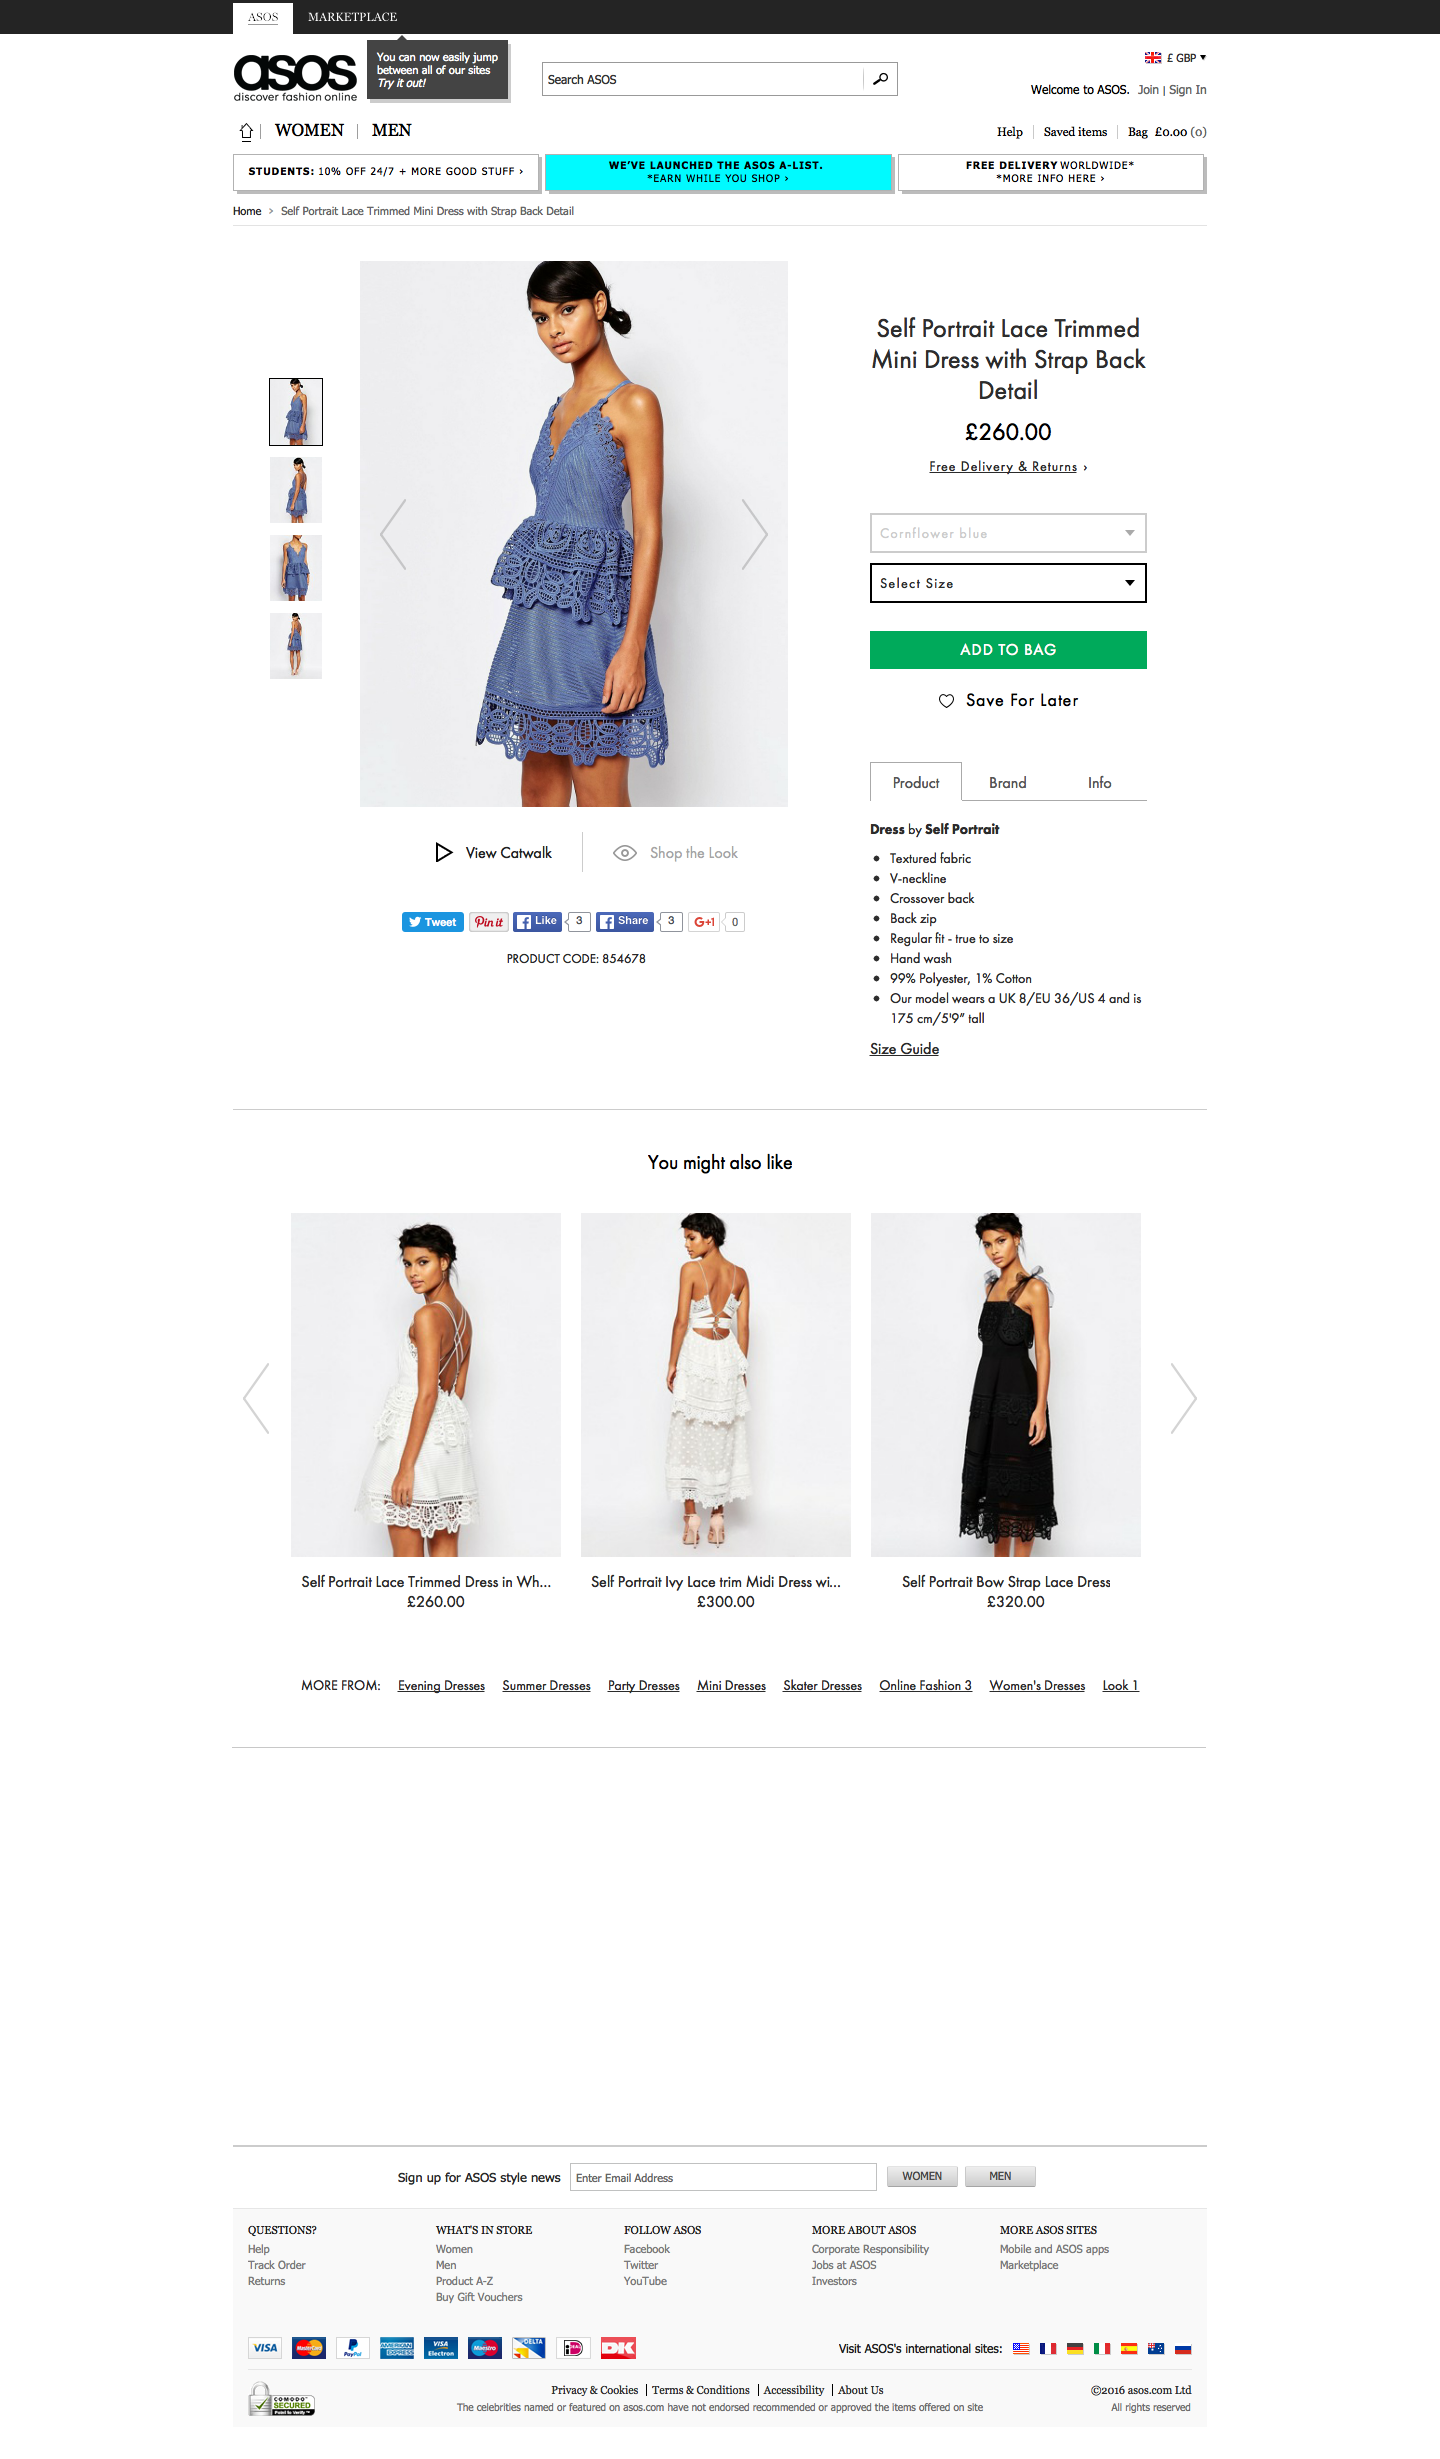 ASOS
MARKETPLACE
You can now easily jump
between all of our sites
Try it out!
asos
discover fashion online
Search ASOS
£ GBP
Welcome to ASOS. Join | Sign In
WOMEN
MEN
Help
Saved items
Bag £0.00 (0)
STUDENTS: 10% OFF 24/7 + MORE GOOD STUFF ›
WE'VE LAUNCHED THE ASOS A-LIST.
*EARN WHILE YOU SHOP ›
FREE DELIVERY WORLDWIDE*
*MORE INFO HERE ›
Home › Self Portrait Lace Trimmed Mini Dress with Strap Back Detail
Self Portrait Lace Trimmed
Mini Dress with Strap Back
Detail
£260.00
Free Delivery & Returns ›
Cornflower blue
Select Size
ADD TO BAG
Save For Later
Product
Brand
Info
Dress by Self Portrait
Textured fabric
V-neckline
Crossover back
Back zip
Regular fit - true to size
Hand wash
99% Polyester, 1% Cotton
Our model wears a UK 8/EU 36/US 4 and is
175 cm/5'9” tall
Size Guide
View Catwalk
Shop the Look
Tweet
Pin it
Like
3
Share
3
G+1
0
PRODUCT CODE: 854678
You might also like
Self Portrait Lace Trimmed Dress in Wh...
£260.00
Self Portrait Ivy Lace trim Midi Dress wi...
£300.00
Self Portrait Bow Strap Lace Dress
£320.00
MORE FROM: Evening Dresses Summer Dresses Party Dresses Mini Dresses Skater Dresses Online Fashion 3 Women's Dresses Look 1
Sign up for ASOS style news
Enter Email Address
WOMEN
MEN
QUESTIONS?
Help
Track Order
Returns
WHAT'S IN STORE
Women
Men
Product A-Z
Buy Gift Vouchers
FOLLOW ASOS
Facebook
Twitter
YouTube
MORE ABOUT ASOS
Corporate Responsibility
Jobs at ASOS
Investors
MORE ASOS SITES
Mobile and ASOS apps
Marketplace
VISA
MasterCard
PayPal
AMERICAN EXPRESS
VISA
Electron
Maestro
DELTA
iD
DK
Visit ASOS's international sites:
COMODO
SECURED
Point to Verify™
Privacy & Cookies | Terms & Conditions | Accessibility | About Us
The celebrities named or featured on asos.com have not endorsed recommended or approved the items offered on site
©2016 asos.com Ltd
All rights reserved